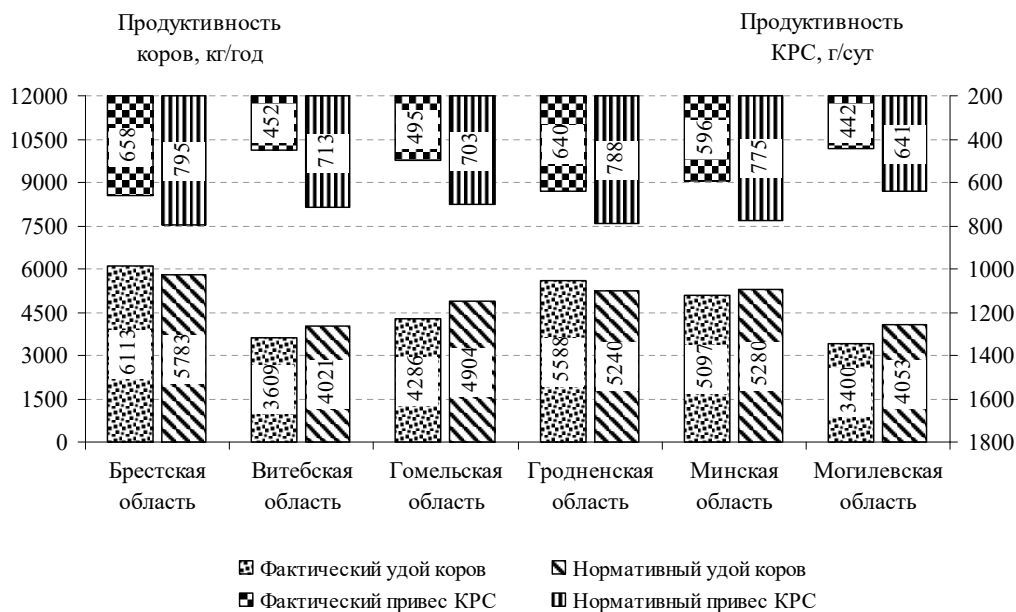 Продуктивность
коров, кг/год
Продуктивность
КРС, г/сут
12000
10500
9000
7500
6000
4500
3000
1500
0
200
400
600
800
1000
1200
1400
1600
1800
658
795
452
713
495
703
640
788
596
775
442
641
6113
5783
3609
4021
4286
4904
5588
5240
5097
5280
3400
4053
Брестская
область
Витебская
область
Гомельская
область
Гродненская
область
Минская
область
Могилевская
область
Фактический удой коров
Нормативный удой коров
Фактический привес КРС
Нормативный привес КРС